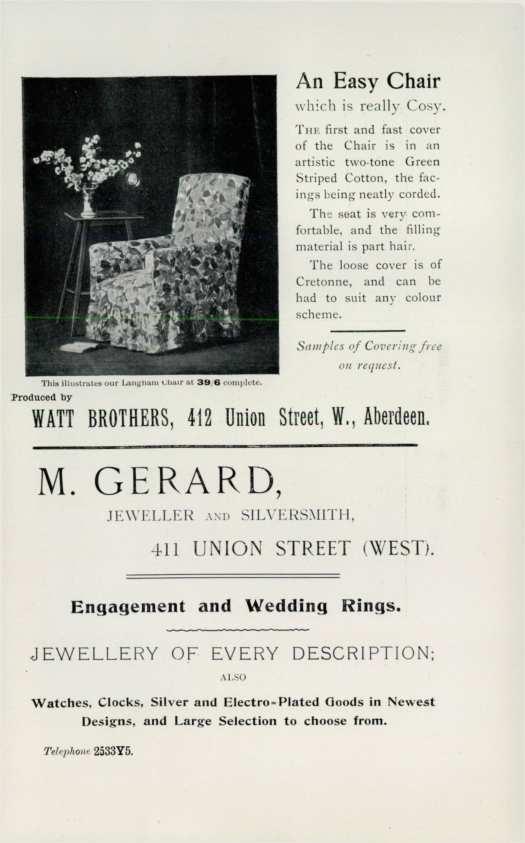 An Easy Chair
which is really Cosy.
THE first and fast cover
of the Chair is in an
artistic two-tone Green
Striped Cotton, the fac-
ings being neatly corded.
The seat is very com-
fortable, and the filling
material is part hair.
The loose cover is of
Cretonne, and can be
had to suit any colour
scheme.
Samples of Covering free
on request.
This illustrates our Langham Chair at 39/6 complete.
Produced by
WATT BROTHERS, 412 Union Street, W., Aberdeen.
M. GERARD,
JEWELLER AND SILVERSMITH,
411 UNION STREET (WEST).
Engagement and Wedding Rings.
JEWELLERY OF EVERY DESCRIPTION;
ALSO
Watches, Clocks, Silver and Electro-Plated Goods in Newest
Designs, and Large Selection to choose from.
Telephone 2533Y5.